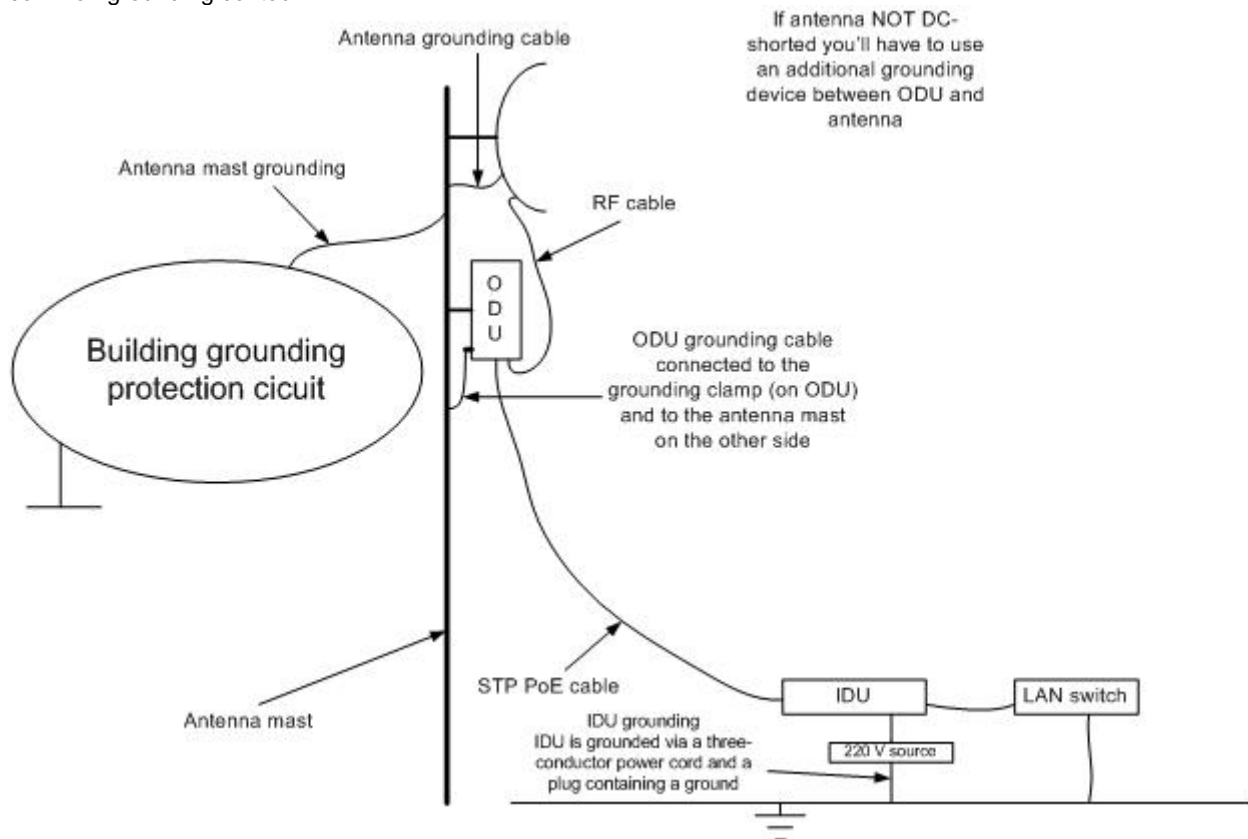 Antenna grounding cable
If antenna NOT DC-
shorted you'll have to use
an additional grounding
device between ODU and
antenna
Antenna mast grounding
RF cable
O
D
U
Building grounding
protection cicuit
ODU grounding cable
connected to the
grounding clamp (on ODU)
and to the antenna mast
on the other side
STP PoE cable
IDU
LAN switch
Antenna mast
IDU grounding
IDU is grounded via a three-
conductor power cord and a
plug containing a ground
220 V source